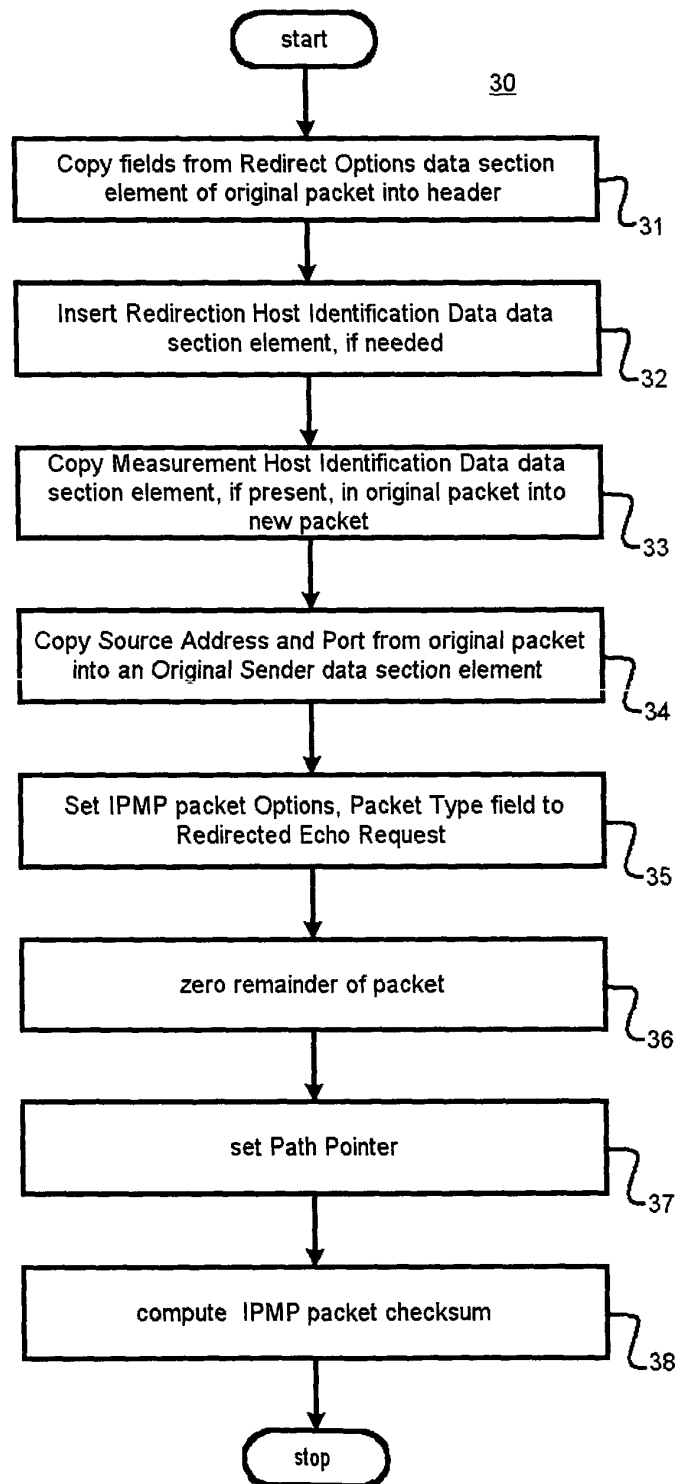 start
30
Copy fields from Redirect Options data section
element of original packet into header
31
Insert Redirection Host Identification Data data
section element, if needed
32
Copy Measurement Host Identification Data data
section element, if present, in original packet into
new packet
33
Copy Source Address and Port from original packet
into an Original Sender data section element
34
Set IPMP packet Options, Packet Type field to
Redirected Echo Request
35
zero remainder of packet
36
set Path Pointer
37
compute IPMP packet checksum
38
stop